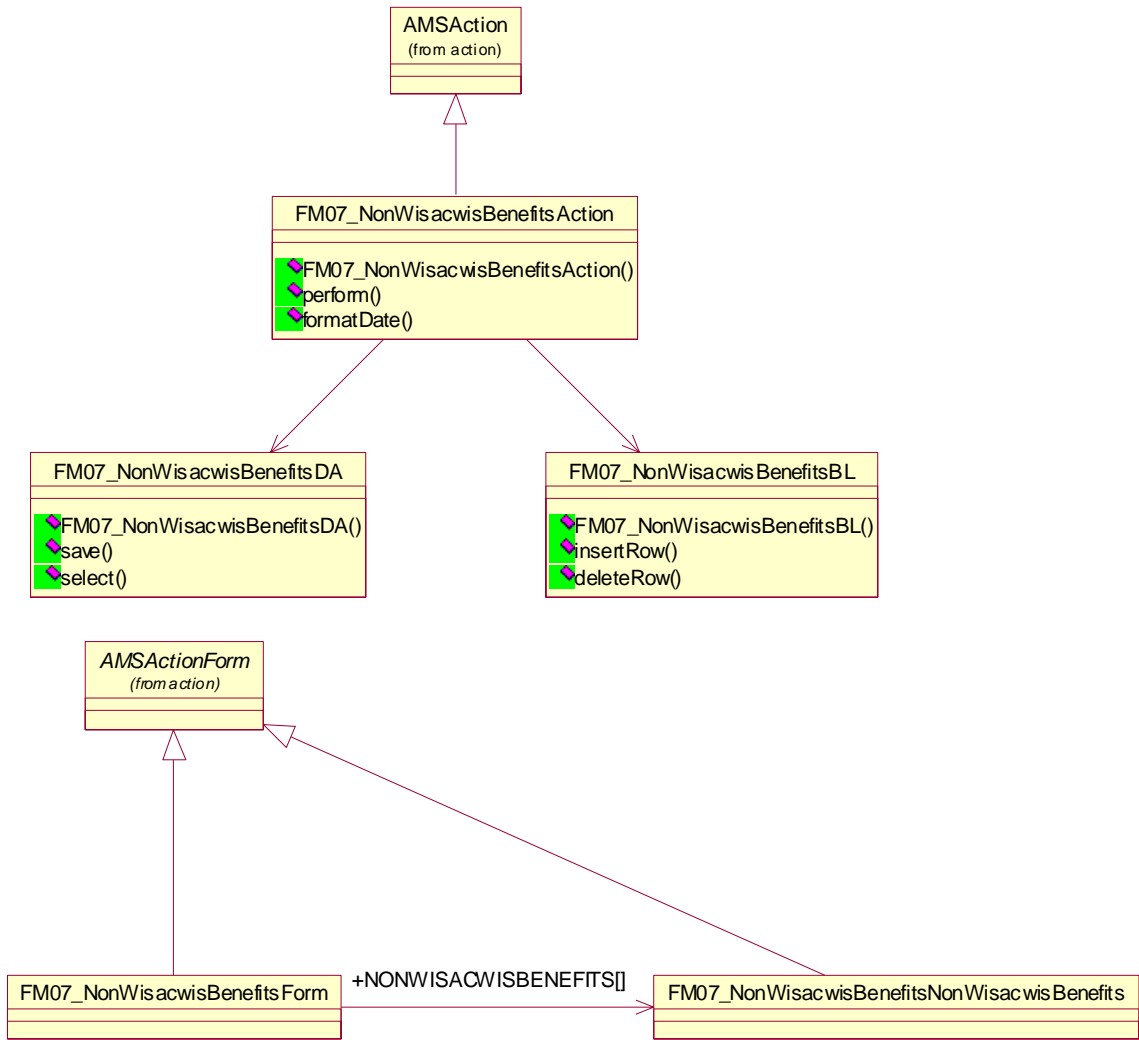 AMSAction
(from action)
FM07_NonWisacwisBenefitsAction
FM07_NonWisacwisBenefitsAction()
perform()
formatDate()
FM07_NonWisacwisBenefitsDA
FM07_NonWisacwisBenefitsDA()
save()
select()
FM07_NonWisacwisBenefitsBL
FM07_NonWisacwisBenefitsBL()
insertRow()
deleteRow()
AMSActionForm
(from action)
FM07_NonWisacwisBenefitsForm
+NONWISACWISBENEFITS[]
FM07_NonWisacwisBenefitsNonWisacwisBenefits